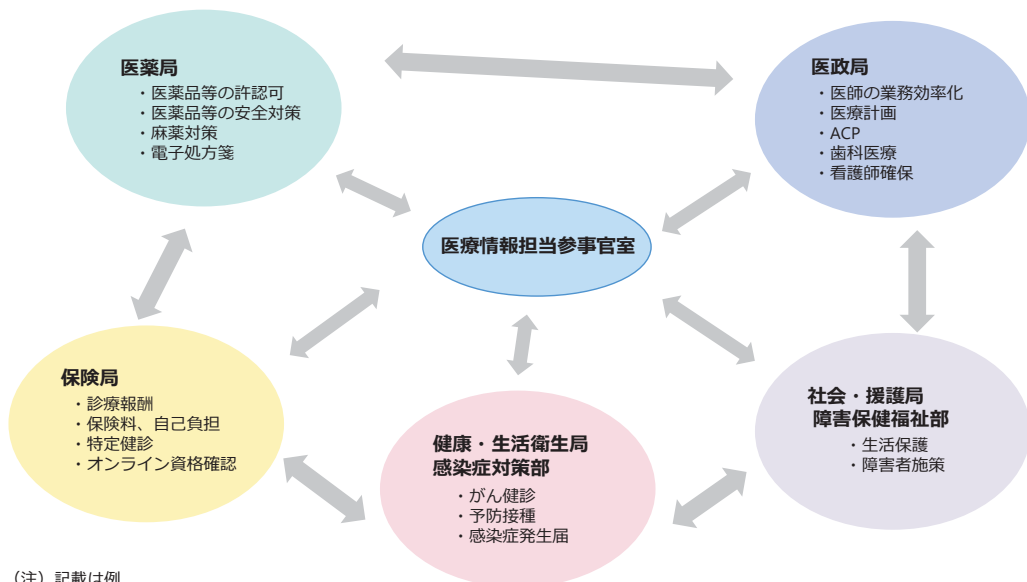 医薬局
・医薬品等の許認可
・医薬品等の安全対策
・麻薬対策
・電子処方箋
医政局
・医師の業務効率化
・医療計画
・ACP
・歯科医療
・看護師確保
医療情報担当参事官室
保険局
・診療報酬
・保険料、自己負担
・特定健診
・オンライン資格確認
健康・生活衛生局
感染症対策部
・がん健診
・予防接種
・感染症発生届
社会・援護局
障害保健福祉部
・生活保護
・障害者施策
(注)記載は例